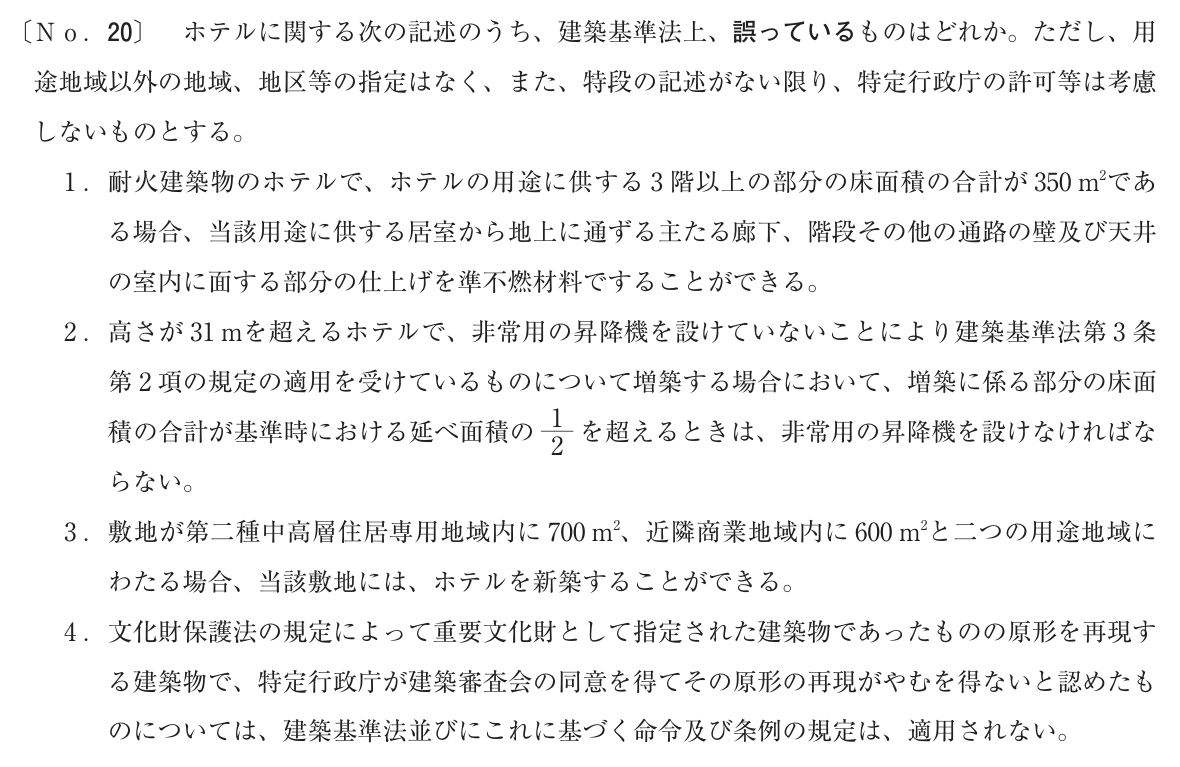 〔Ｎｏ．20〕　ホテルに関する次の記述のうち、建築基準法上、誤っているものはどれか。ただし、用
途地域以外の地域、地区等の指定はなく、また、特段の記述がない限り、特定行政庁の許可等は考慮
しないものとする。
１．耐火建築物のホテルで、ホテルの用途に供する３階以上の部分の床面積の合計が350 m²であ
る場合、当該用途に供する居室から地上に通ずる主たる廊下、階段その他の通路の壁及び天井
の室内に面する部分の仕上げを準不燃材料ですることができる。
２．高さが31 mを超えるホテルで、非常用の昇降機を設けていないことにより建築基準法第３条
第２項の規定の適用を受けているものについて増築する場合において、増築に係る部分の床面
積の合計が基準時における延べ面積の 1/2 を超えるときは、非常用の昇降機を設けなければな
らない。
３．敷地が第二種中高層住居専用地域内に700 m²、近隣商業地域内に600 m²と二つの用途地域に
わたる場合、当該敷地には、ホテルを新築することができる。
４．文化財保護法の規定によって重要文化財として指定された建築物であったものの原形を再現す
る建築物で、特定行政庁が建築審査会の同意を得てその原形の再現がやむを得ないと認めたも
のについては、建築基準法並びにこれに基づく命令及び条例の規定は、適用されない。